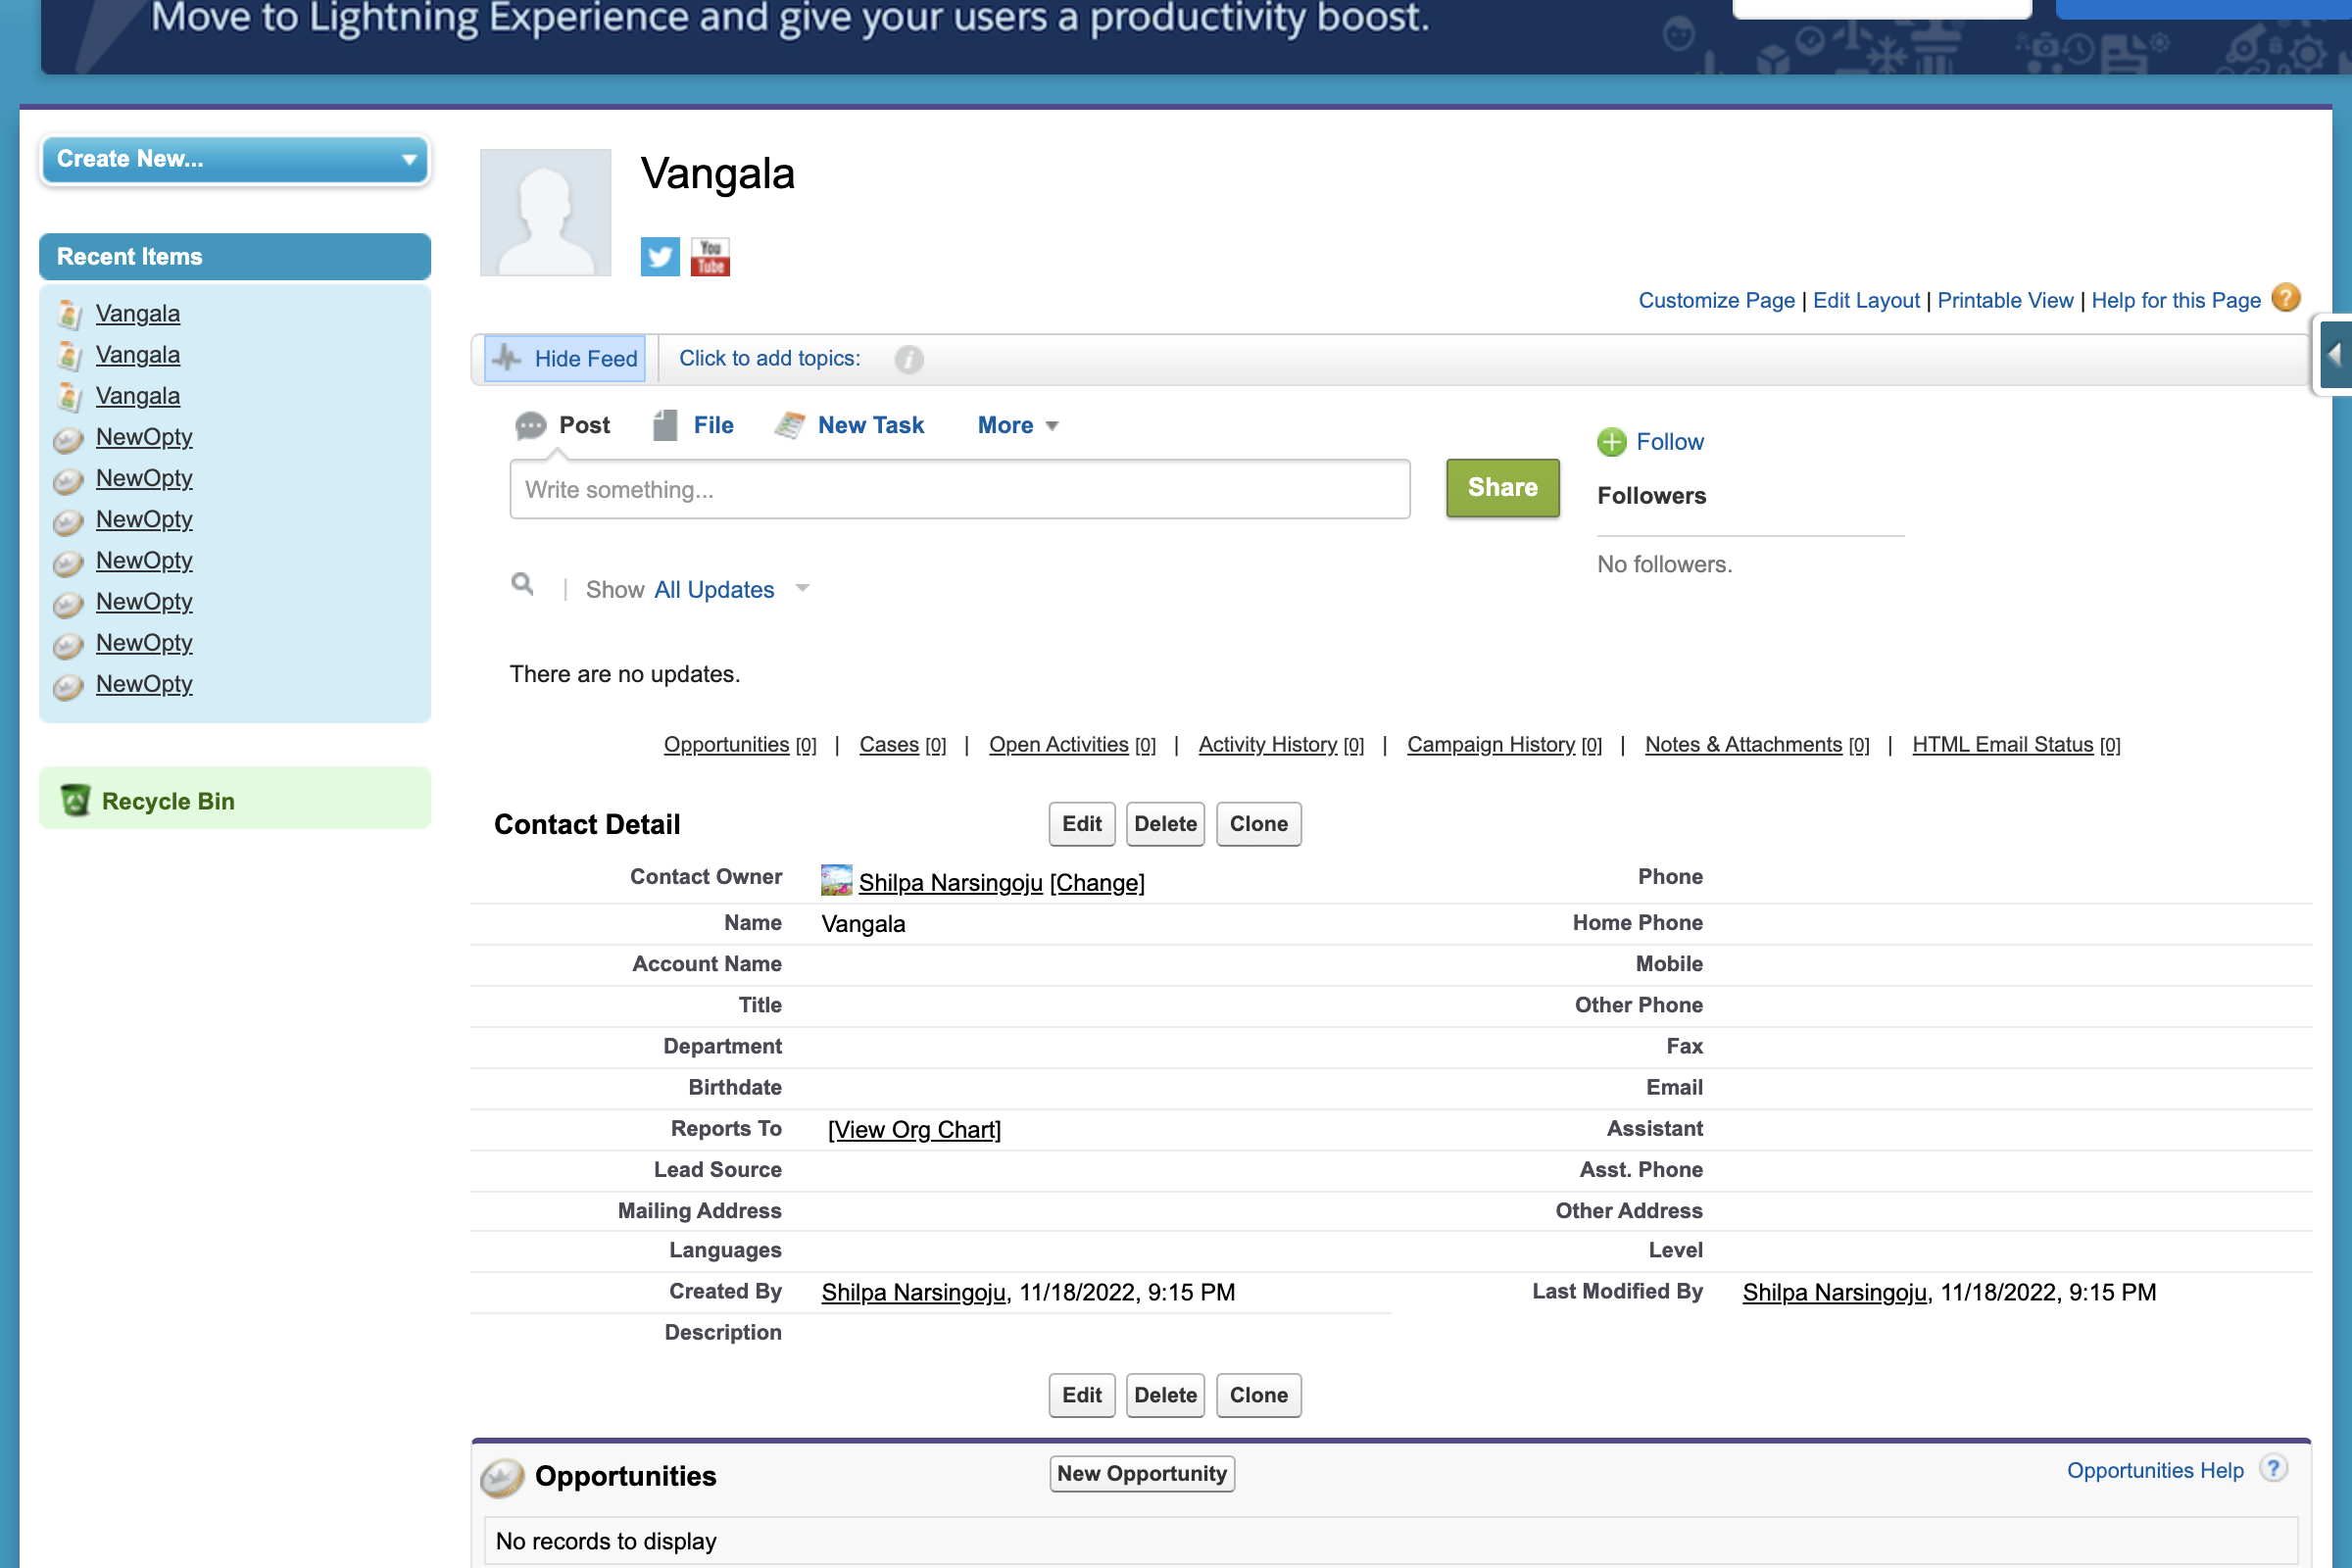 Move to Lightning Experience and give your users a productivity boost.
Create New...
Recent Items
Vangala
Vangala
Vangala
NewOpty
NewOpty
NewOpty
NewOpty
NewOpty
NewOpty
NewOpty
Recycle Bin
Vangala
You
Tube
Customize Page | Edit Layout | Printable View | Help for this Page ?
Hide Feed Click to add topics: i
Post File New Task More
Write something... Share
Follow
Followers
No followers.
Show All Updates
There are no updates.
Opportunities [0] | Cases [0] | Open Activities [0] | Activity History [0] | Campaign History [0] | Notes & Attachments [0] | HTML Email Status [0]
Contact Detail Edit Delete Clone
Contact Owner Shilpa Narsingoju [Change] Phone
Name Vangala Home Phone
Account Name Mobile
Title Other Phone
Department Fax
Birthdate Email
Reports To [View Org Chart] Assistant
Lead Source Asst. Phone
Mailing Address Other Address
Languages Level
Created By Shilpa Narsingoju, 11/18/2022, 9:15 PM Last Modified By Shilpa Narsingoju, 11/18/2022, 9:15 PM
Description
Edit Delete Clone
Opportunities New Opportunity Opportunities Help ?
No records to display